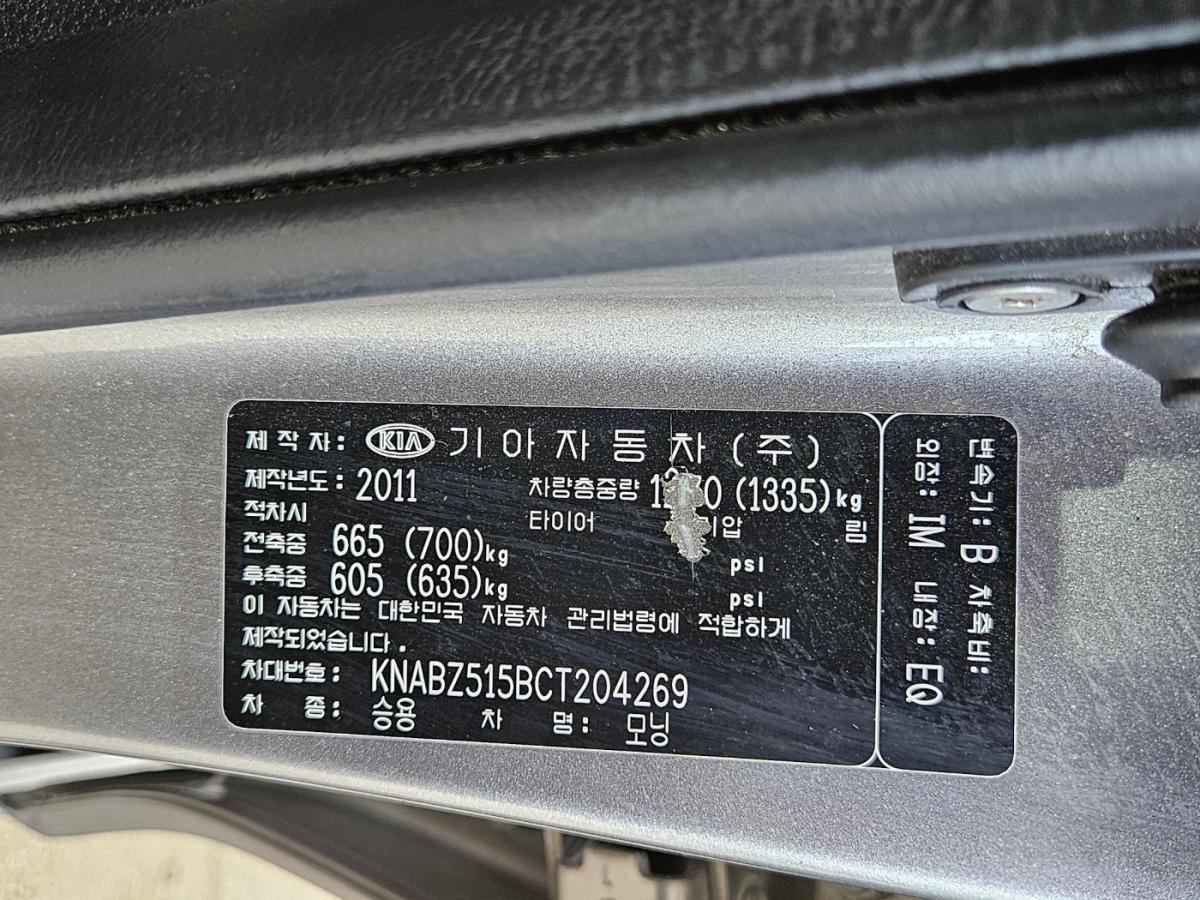 제작자: KIA 기아자동차(주)
제작년도: 2011 차량총중량 (1335)kg
적차시 타이어 림
전축중 665 (700)kg psi
후축중 605 (635)kg psi
이 자동차는 대한민국 자동차 관리법령에 적합하게
제작되었습니다.
차대번호: KNABZ515BCT204269
차 종: 승용 차 명: 모닝
변속기: B 차축비:
외장: IM 내장: EQ